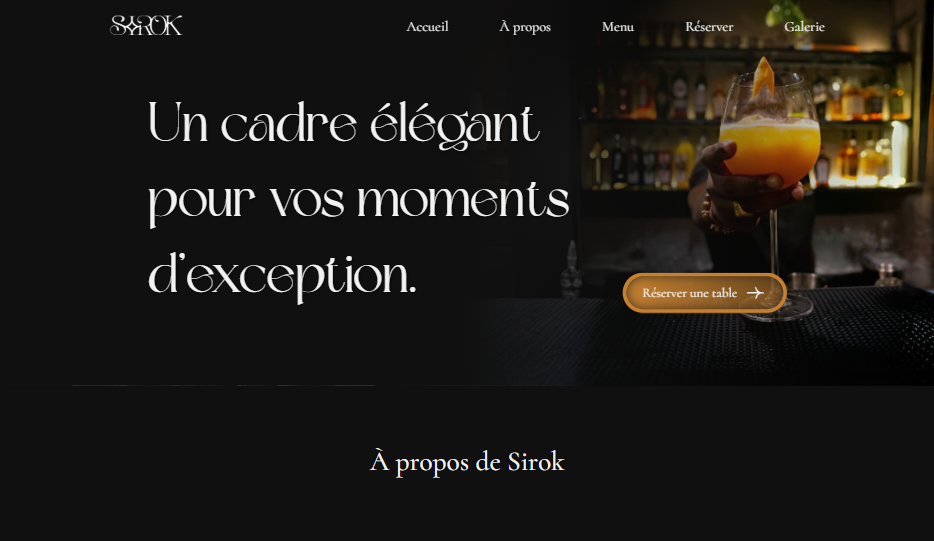 SIROK
Accueil
À propos
Menu
Réserver
Galerie
Un cadre élégant
pour vos moments
d'exception.
Réserver une table
À propos de Sirok